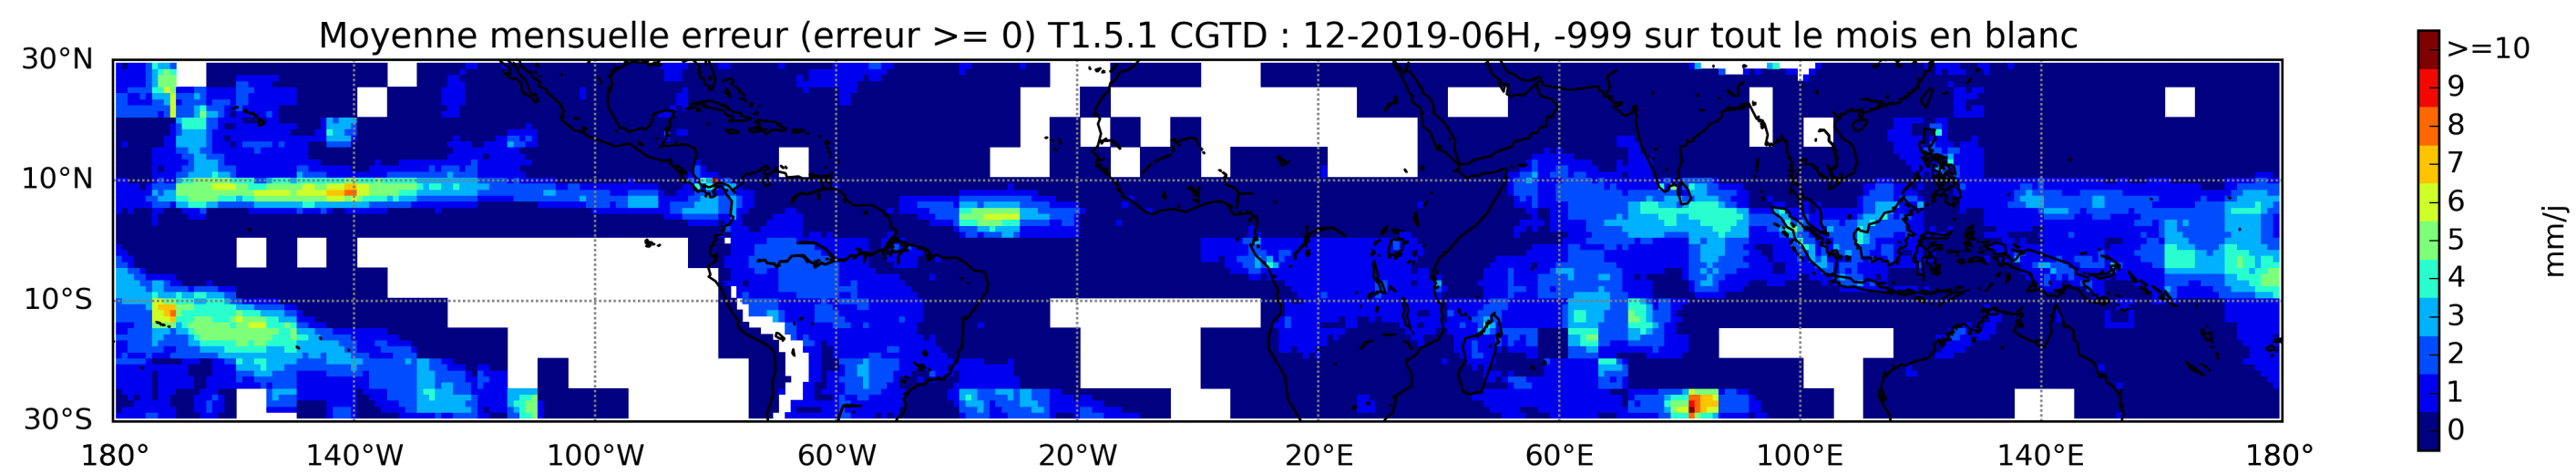 Moyenne mensuelle erreur (erreur >= 0) T1.5.1 CGTD : 12-2019-06H, -999 sur tout le mois en blanc
30°N
10°N
10°S
30°S
180° 140°W 100°W 60°W 20°W 20°E 60°E 100°E 140°E 180°
>=10
9
8
7
6
5
4
3
2
1
0
mm/j